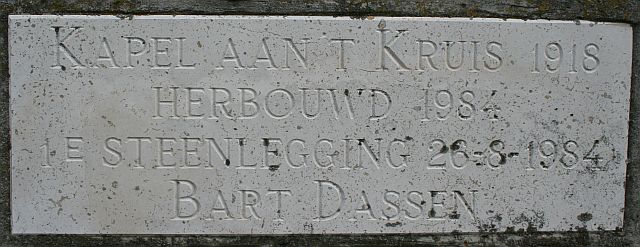 KAPEL AAN 'T KRUIS 1918
HERBOUWD 1984
1E STEENLEGGING 26-8-1984
BART DASSEN